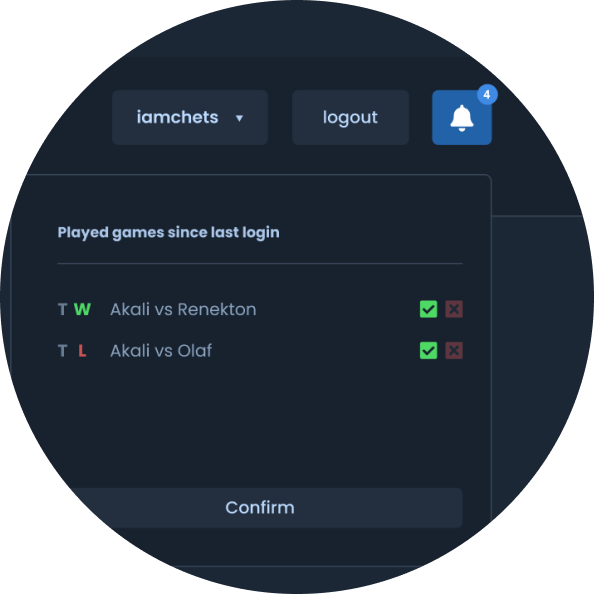 iamchets ▼ logout 4
Played games since last login
T W Akali vs Renekton
T L Akali vs Olaf
Confirm